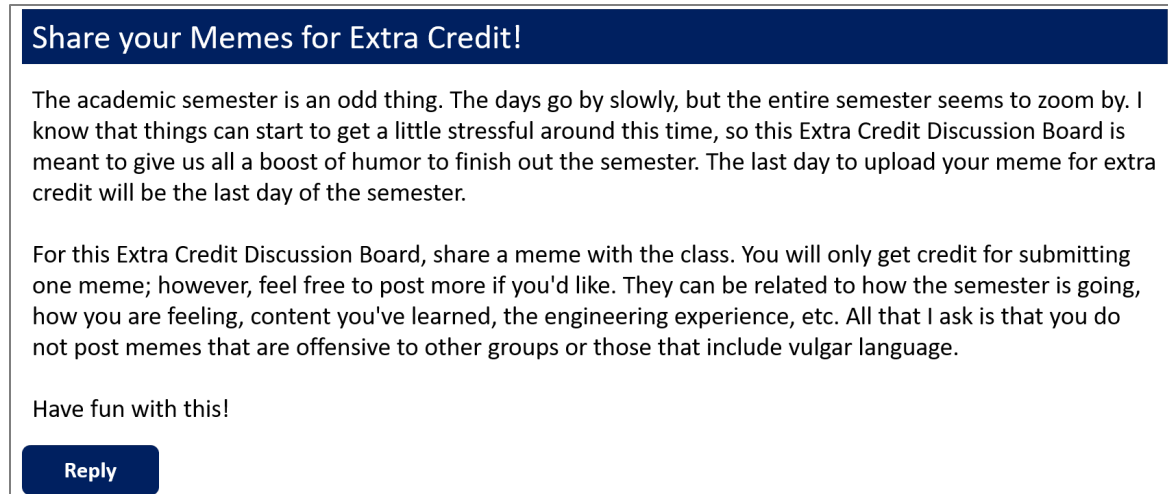 Share your Memes for Extra Credit!
The academic semester is an odd thing. The days go by slowly, but the entire semester seems to zoom by. I
know that things can start to get a little stressful around this time, so this Extra Credit Discussion Board is
meant to give us all a boost of humor to finish out the semester. The last day to upload your meme for extra
credit will be the last day of the semester.
For this Extra Credit Discussion Board, share a meme with the class. You will only get credit for submitting
one meme; however, feel free to post more if you'd like. They can be related to how the semester is going,
how you are feeling, content you've learned, the engineering experience, etc. All that I ask is that you do
not post memes that are offensive to other groups or those that include vulgar language.
Have fun with this!
Reply